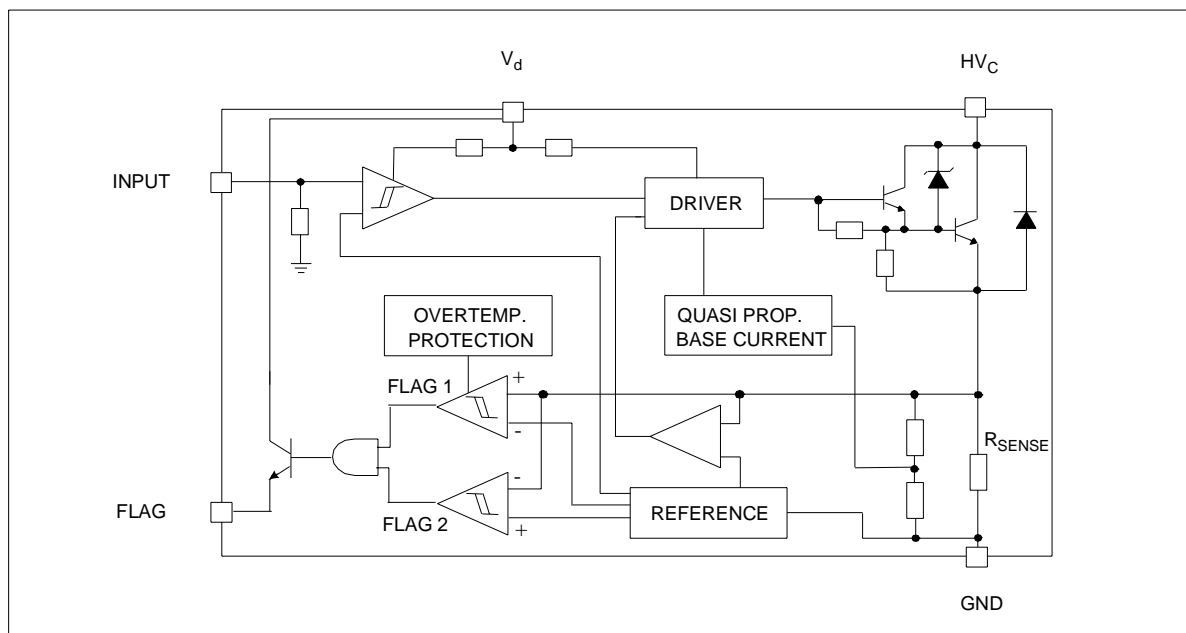 V_d
HV_C
INPUT
DRIVER
-
OVERTEMP.
PROTECTION
QUASI PROP.
BASE CURRENT
FLAG 1
+
-
R_SENSE
-
FLAG 2
+
REFERENCE
FLAG
GND